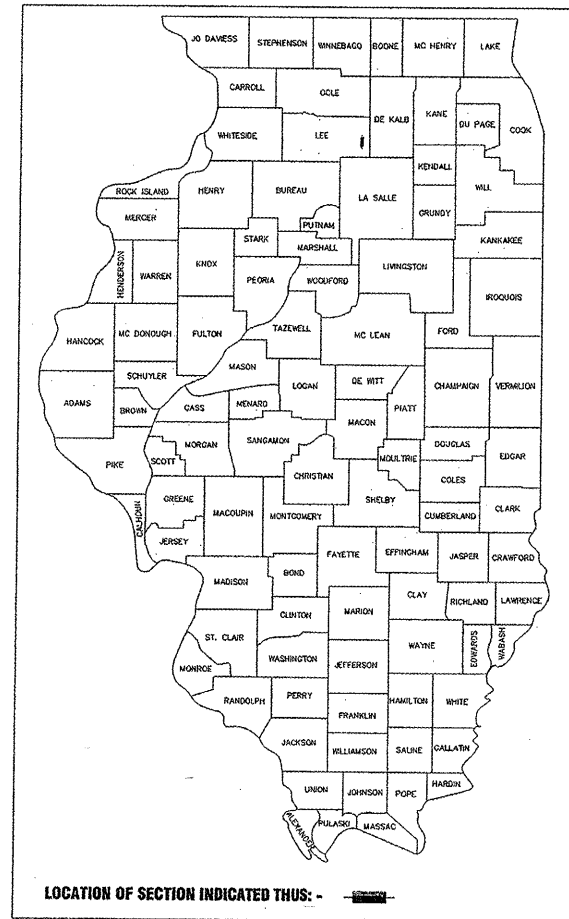 JO DAVIESS STEPHENSON WINNEBAGO BOONE MC HENRY LAKE
CARROLL OGLE
DE KALB KANE DU PAGE COOK
WHITESIDE LEE
KENDALL
ROCK ISLAND HENRY BUREAU LA SALLE WILL
MERCER PUTNAM GRUNDY
STARK MARSHALL KANKAKEE
HENDERSON WARREN KNOX LIVINGSTON
PEORIA WOODFORD IROQUOIS
HANCOCK MC DONOUGH FULTON TAZEWELL MC LEAN FORD
MASON
SCHUYLER LOGAN DE WITT CHAMPAIGN VERMILION
ADAMS BROWN CASS MENARD PIATT
MACON
PIKE SCOTT MORGAN SANGAMON DOUGLAS EDGAR
CHRISTIAN MOULTRIE COLES
CALHOUN GREENE MACOUPIN SHELBY
MONTGOMERY CUMBERLAND CLARK
JERSEY
FAYETTE EFFINGHAM JASPER CRAWFORD
MADISON BOND
CLAY RICHLAND LAWRENCE
CLINTON MARION
ST. CLAIR WAYNE EDWARDS WABASH
MONROE WASHINGTON JEFFERSON
RANDOLPH PERRY HAMILTON WHITE
FRANKLIN
JACKSON WILLIAMSON SALINE GALLATIN
UNION JOHNSON POPE HARDIN
ALEXANDER PULASKI MASSAC
LOCATION OF SECTION INDICATED THUS: -